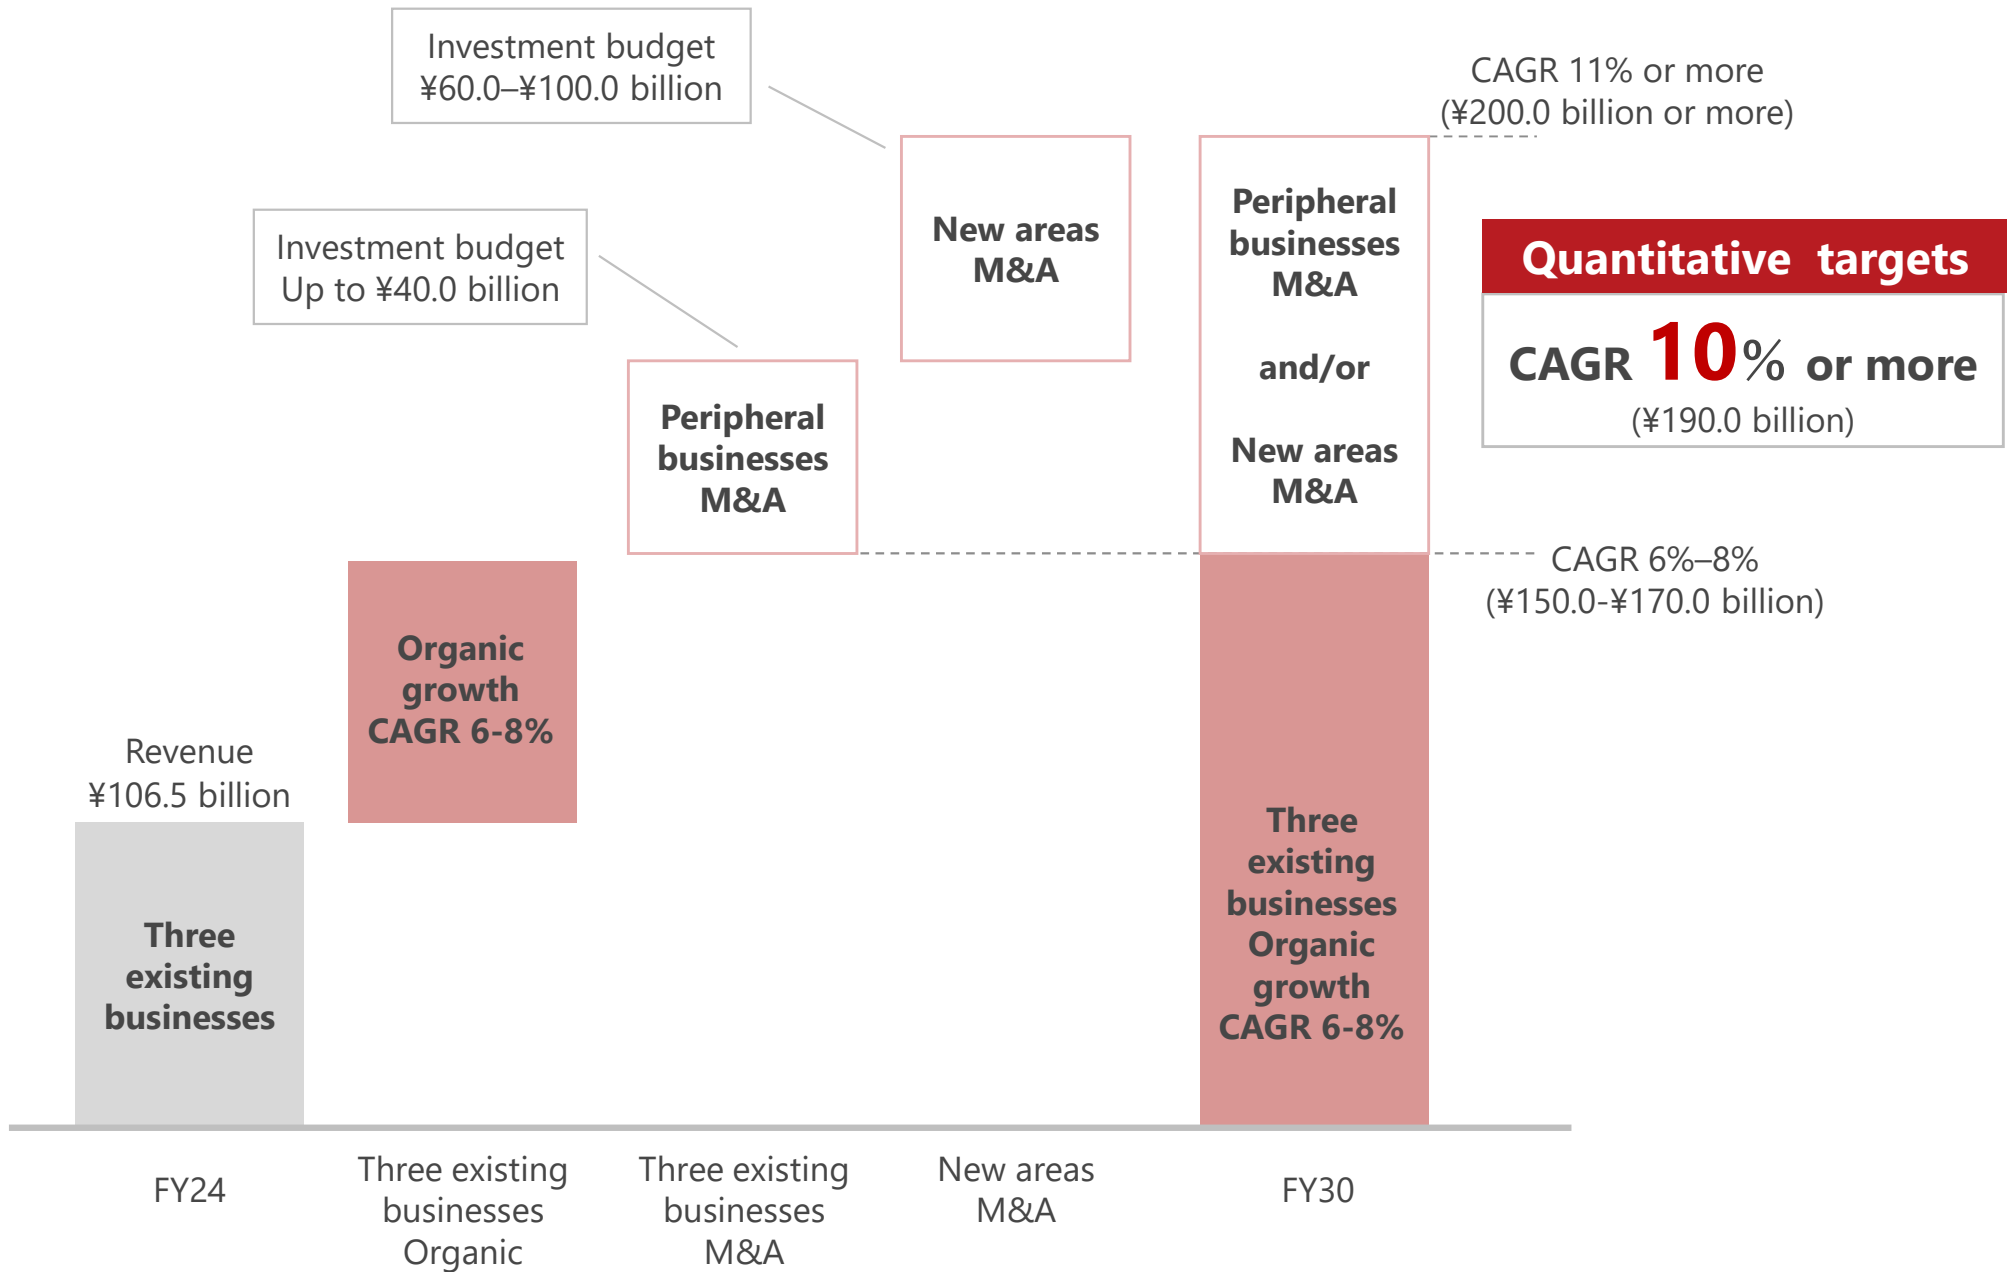 Investment budget
¥60.0–¥100.0 billion
CAGR 11% or more
(¥200.0 billion or more)
New areas
M&A
Peripheral
businesses
M&A
and/or
New areas
M&A
Investment budget
Up to ¥40.0 billion
Quantitative targets
CAGR 10% or more
(¥190.0 billion)
Peripheral
businesses
M&A
CAGR 6%–8%
(¥150.0-¥170.0 billion)
Organic
growth
CAGR 6-8%
Revenue
¥106.5 billion
Three
existing
businesses
Three
existing
businesses
Organic
growth
CAGR 6-8%
FY24
Three existing
businesses
Organic
Three existing
businesses
M&A
New areas
M&A
FY30